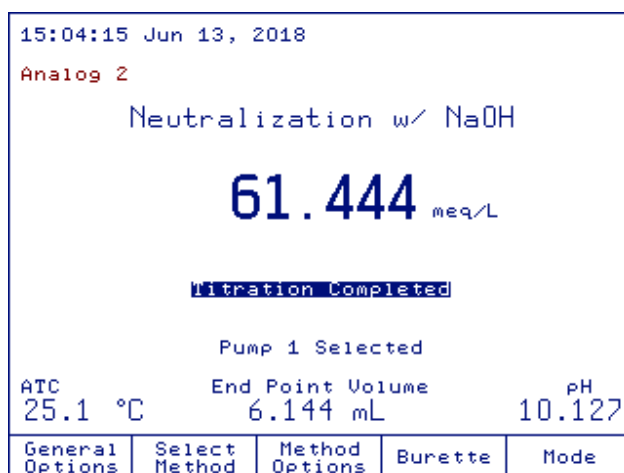 15:04:15 Jun 13, 2018
Analog 2
Neutralization w/ NaOH
61.444 meq/L
Titration Completed
Pump 1 Selected
ATC End Point Volume pH
25.1 °C 6.144 mL 10.127
General Select Method Burette Mode
Options Method Options